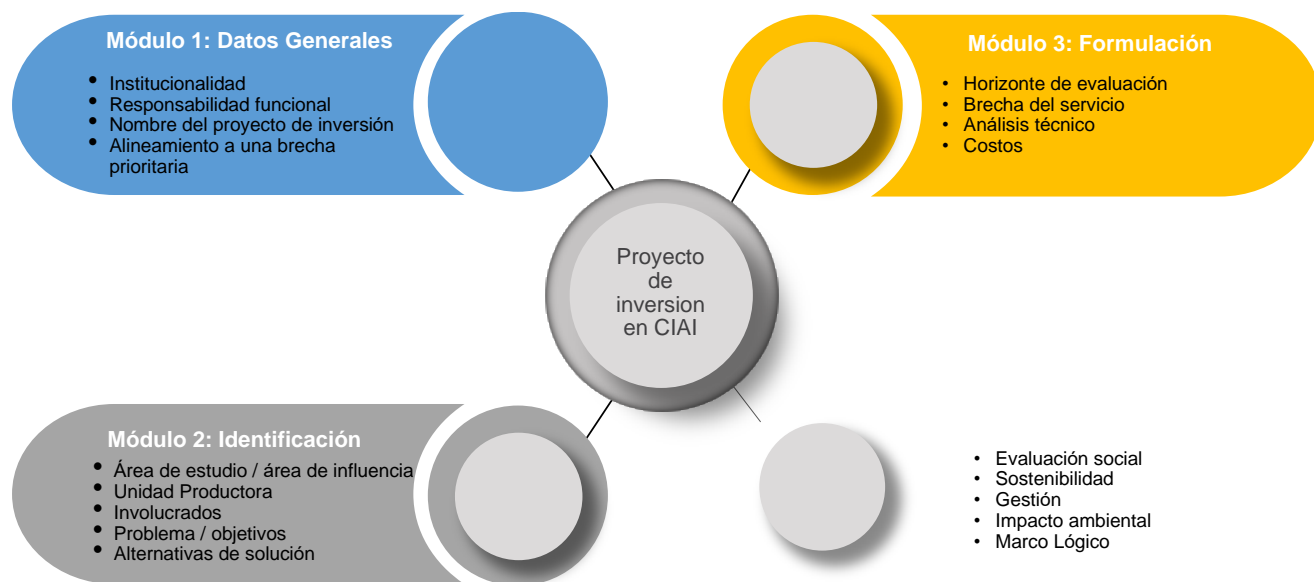 Módulo 1: Datos Generales
• Institucionalidad
• Responsabilidad funcional
• Nombre del proyecto de inversión
• Alineamiento a una brecha
prioritaria
Módulo 3: Formulación
• Horizonte de evaluación
• Brecha del servicio
• Análisis técnico
• Costos
Proyecto
de
inversion
en CIAI
Módulo 2: Identificación
• Área de estudio / área de influencia
• Unidad Productora
• Involucrados
• Problema / objetivos
• Alternativas de solución
• Evaluación social
• Sostenibilidad
• Gestión
• Impacto ambiental
• Marco Lógico